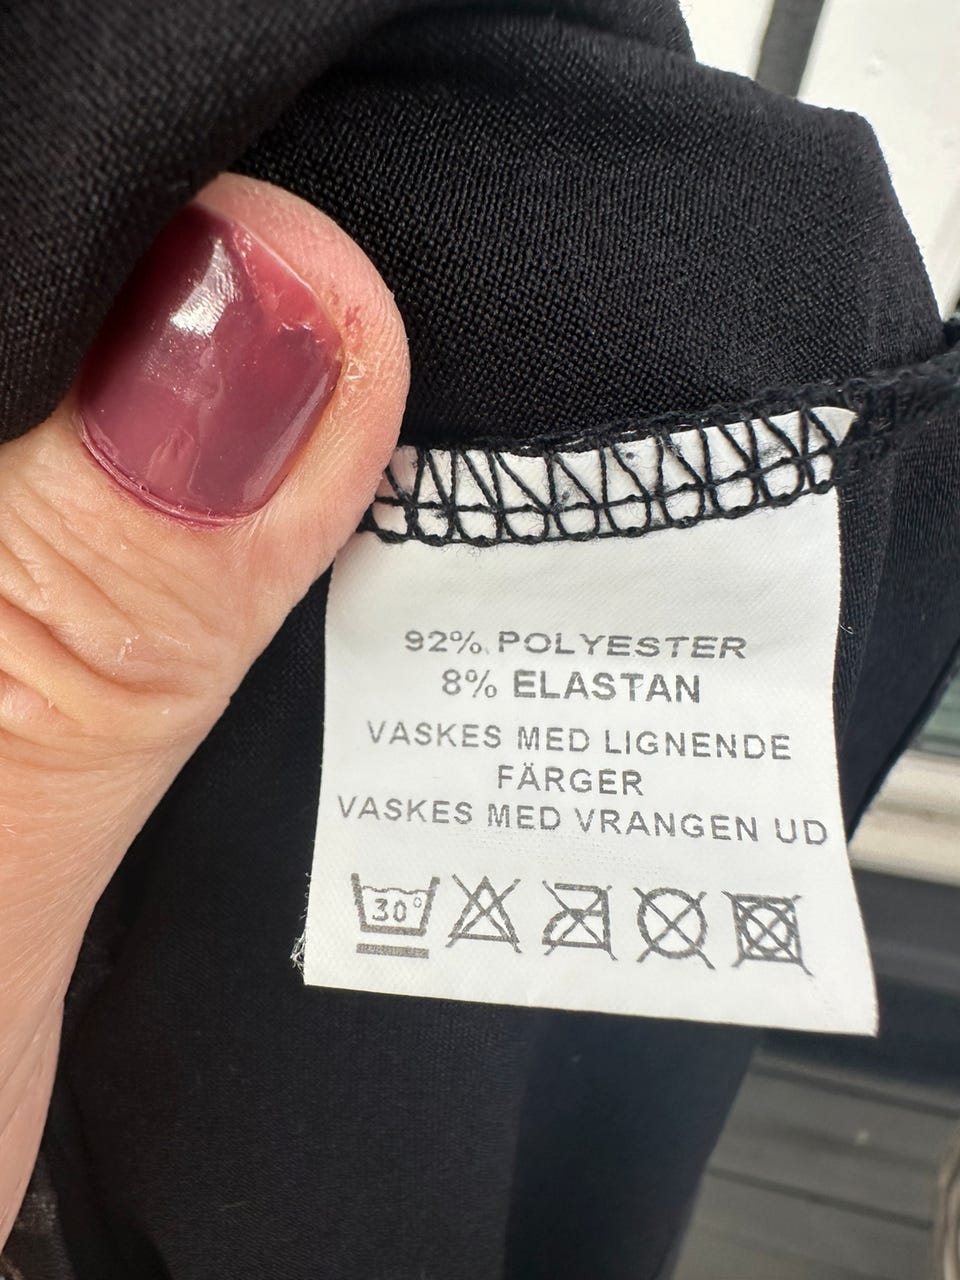 92% POLYESTER
8% ELASTAN
VASKES MED LIGNENDE
FÄRGER
VASKES MED VRANGEN UD
30°